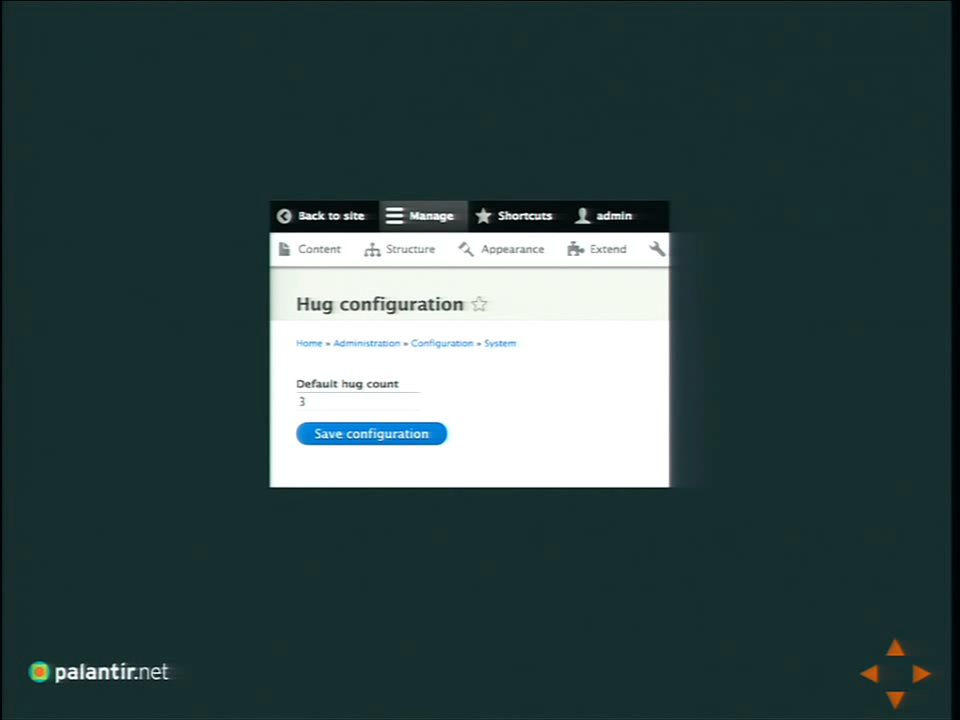 Back to site Manage Shortcuts admin
Content Structure Appearance Extend
Hug configuration
Home » Administration » Configuration » System
Default hug count
3
Save configuration
palantir.net